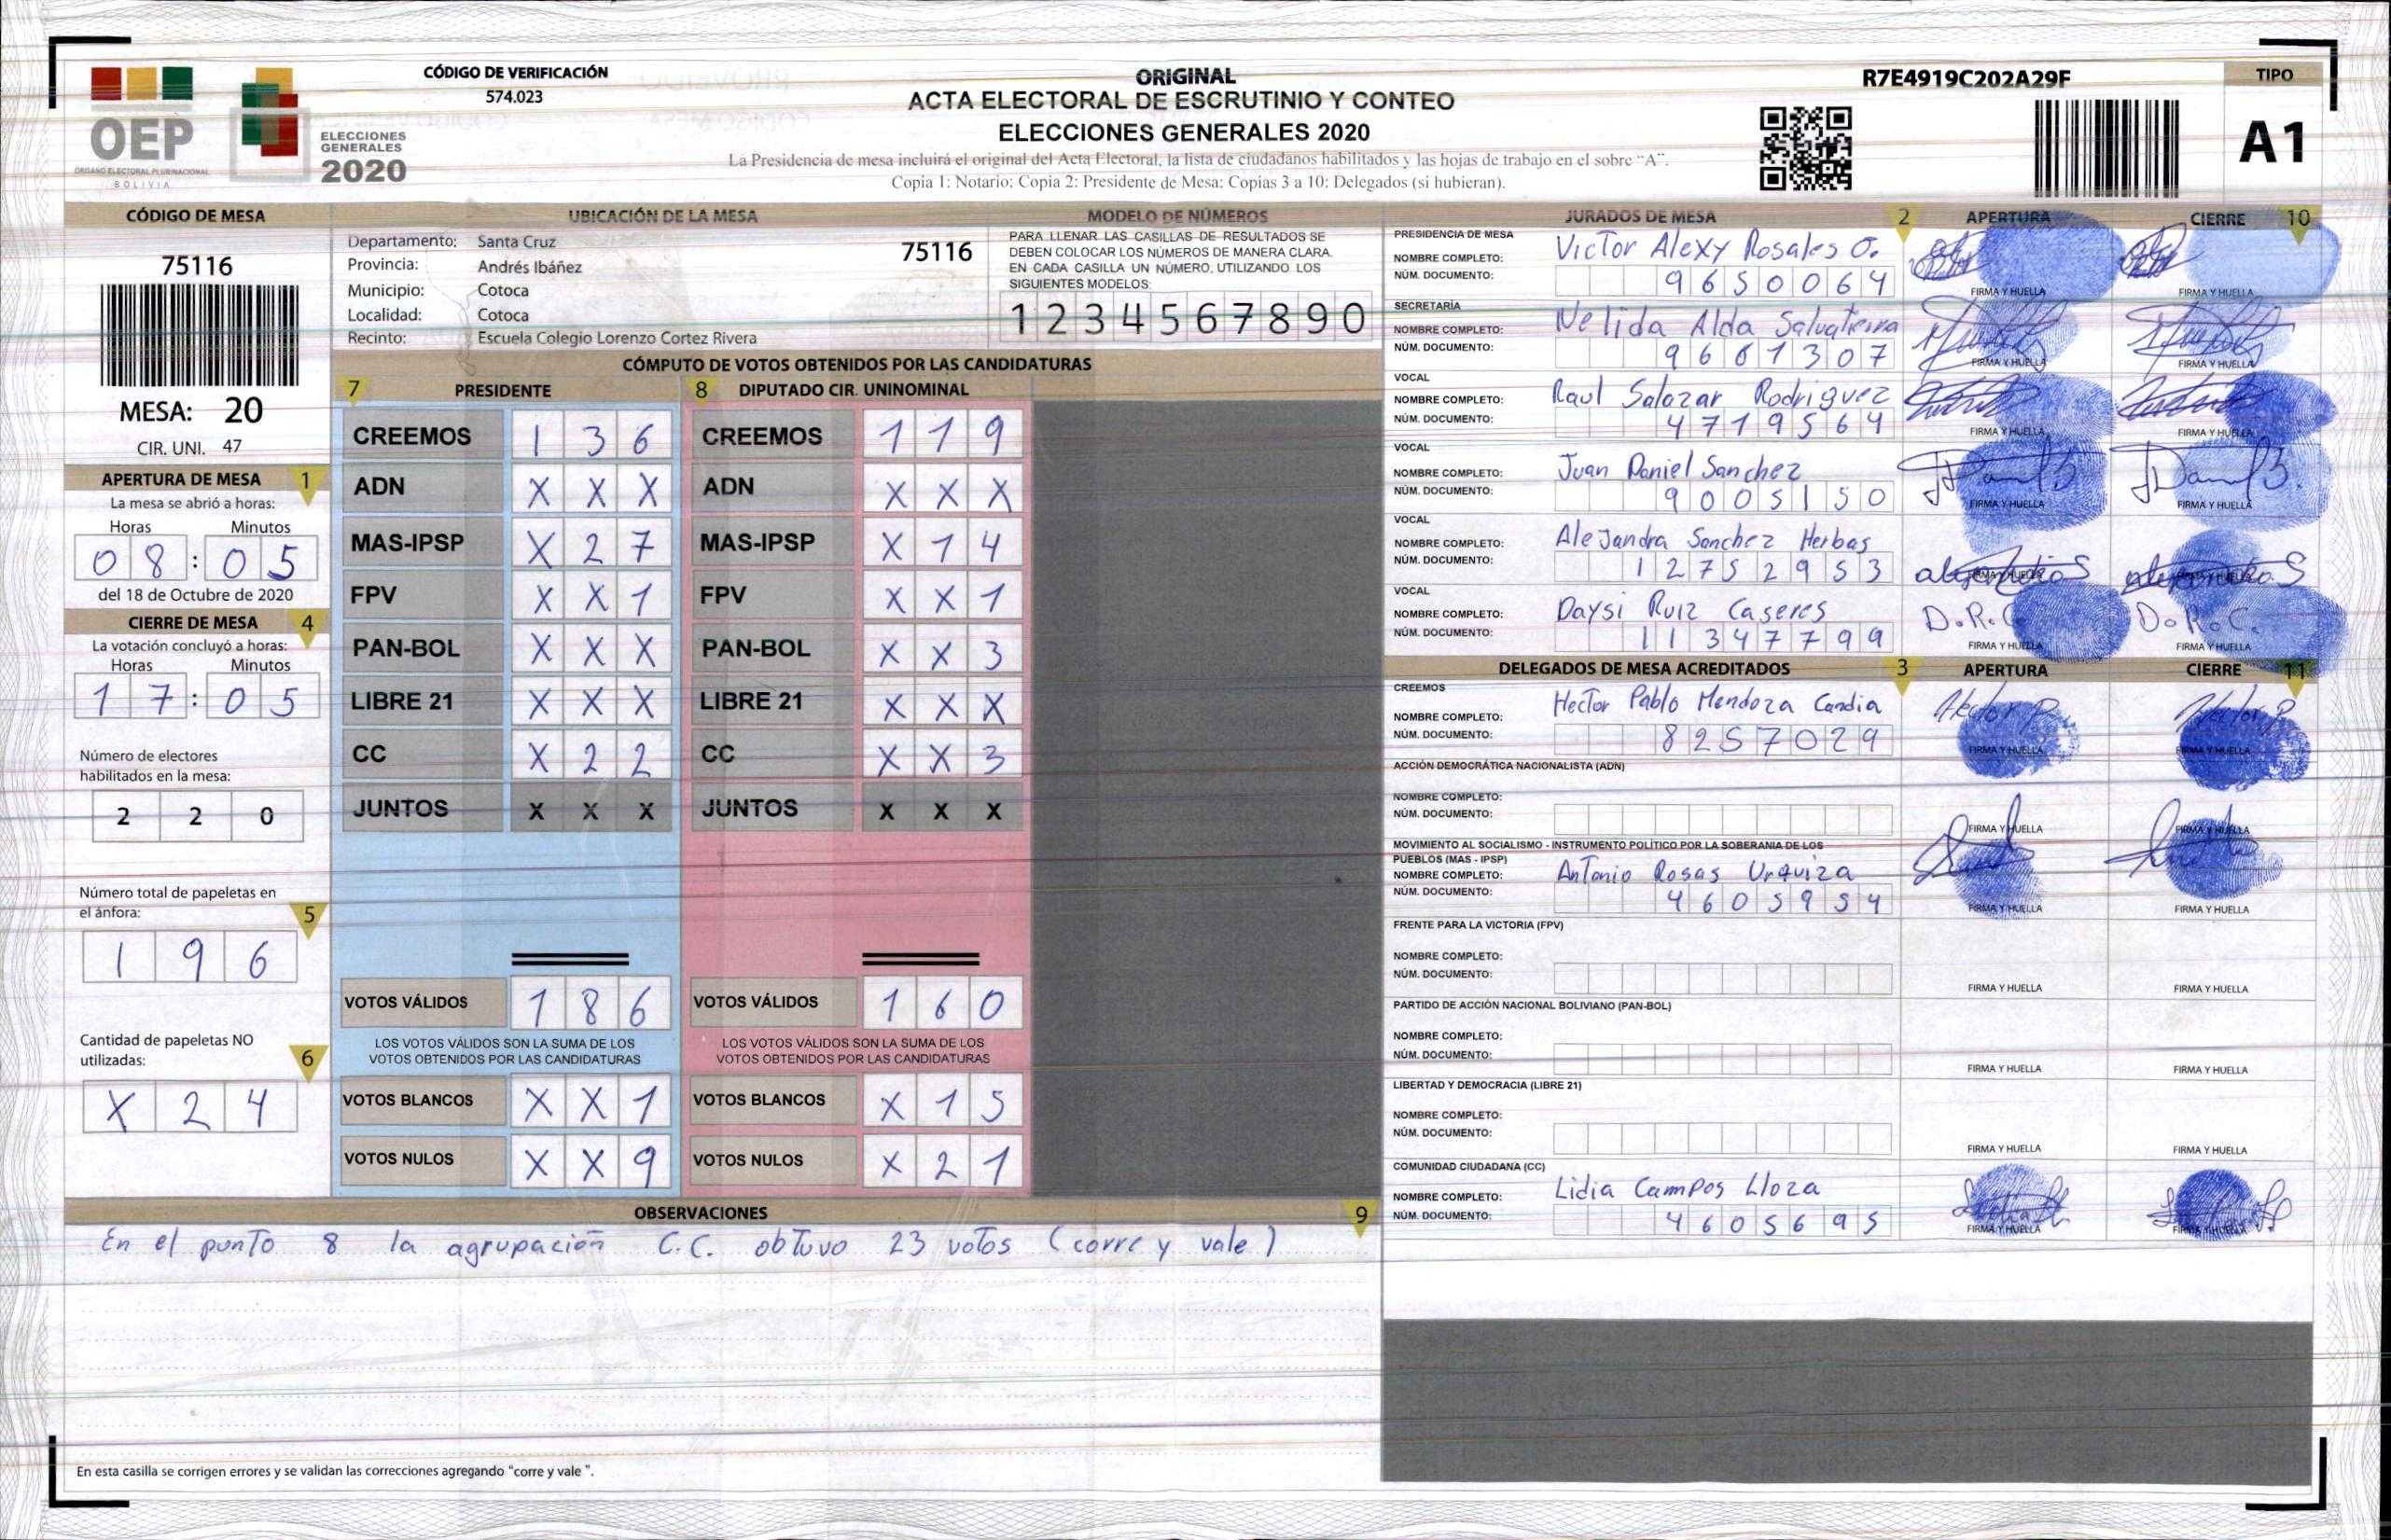 CÓDIGO DE VERIFICACIÓN
574.023
OEP
ÓRGANO ELECTORAL PLURINACIONAL
BOLIVIA
ELECCIONES
GENERALES
2020
ORIGINAL
ACTA ELECTORAL DE ESCRUTINIO Y CONTEO
ELECCIONES GENERALES 2020
La Presidencia de mesa incluirá el original del Acta Electoral, la lista de ciudadanos habilitados y las hojas de trabajo en el sobre "A".
Copia 1: Notario; Copia 2: Presidente de Mesa; Copias 3 a 10: Delegados (si hubieran).
R7E4919C202A29F
TIPO
A1
CÓDIGO DE MESA
75116
MESA: 20
CIR. UNI. 47
APERTURA DE MESA 1
La mesa se abrió a horas:
Horas Minutos
08:05
del 18 de Octubre de 2020
CIERRE DE MESA 4
La votación concluyó a horas:
Horas Minutos
17:05
Número de electores
habilitados en la mesa:
2 2 0
Número total de papeletas en
el ánfora: 5
1 9 6
Cantidad de papeletas NO
utilizadas: 6
X 2 4
UBICACIÓN DE LA MESA
Departamento: Santa Cruz 75116
Provincia: Andrés Ibáñez
Municipio: Cotoca
Localidad: Cotoca
Recinto: Escuela Colegio Lorenzo Cortez Rivera
MODELO DE NÚMEROS
PARA LLENAR LAS CASILLAS DE RESULTADOS SE
DEBEN COLOCAR LOS NÚMEROS DE MANERA CLARA.
EN CADA CASILLA UN NÚMERO, UTILIZANDO LOS
SIGUIENTES MODELOS:
1 2 3 4 5 6 7 8 9 0
CÓMPUTO DE VOTOS OBTENIDOS POR LAS CANDIDATURAS
7 PRESIDENTE
CREEMOS 1 3 6
ADN X X X
MAS-IPSP X 2 7
FPV X X 1
PAN-BOL X X X
LIBRE 21 X X X
CC X 2 2
JUNTOS X X X
VOTOS VÁLIDOS 1 8 6
LOS VOTOS VÁLIDOS SON LA SUMA DE LOS
VOTOS OBTENIDOS POR LAS CANDIDATURAS
VOTOS BLANCOS X X 1
VOTOS NULOS X X 9
8 DIPUTADO CIR. UNINOMINAL
CREEMOS 1 1 9
ADN X X X
MAS-IPSP X 1 4
FPV X X 1
PAN-BOL X X 3
LIBRE 21 X X X
CC X X 3
JUNTOS X X X
VOTOS VÁLIDOS 1 6 0
LOS VOTOS VÁLIDOS SON LA SUMA DE LOS
VOTOS OBTENIDOS POR LAS CANDIDATURAS
VOTOS BLANCOS X 1 5
VOTOS NULOS X 2 1
OBSERVACIONES 9
En el punto 8 la agrupación C.C. obtuvo 23 votos (corre y vale)
En esta casilla se corrigen errores y se validan las correcciones agregando "corre y vale ".
JURADOS DE MESA 2 APERTURA CIERRE 10
PRESIDENCIA DE MESA
NOMBRE COMPLETO: Victor Alexy Rosales O.
NÚM. DOCUMENTO: 9650064
FIRMA Y HUELLA FIRMA Y HUELLA
SECRETARÍA
NOMBRE COMPLETO: Nelida Alda Salvatierra
NÚM. DOCUMENTO: 9681307
FIRMA Y HUELLA FIRMA Y HUELLA
VOCAL
NOMBRE COMPLETO: Raul Salazar Rodriguez
NÚM. DOCUMENTO: 4719564
FIRMA Y HUELLA FIRMA Y HUELLA
VOCAL
NOMBRE COMPLETO: Juan Daniel Sanchez
NÚM. DOCUMENTO: 9005150
FIRMA Y HUELLA FIRMA Y HUELLA
VOCAL
NOMBRE COMPLETO: Alejandra Sanchez Herbas
NÚM. DOCUMENTO: 12752953
FIRMA Y HUELLA FIRMA Y HUELLA
VOCAL
NOMBRE COMPLETO: Daysi Ruiz Caseres
NÚM. DOCUMENTO: 11347799
D.R.C. D.R.C.
FIRMA Y HUELLA FIRMA Y HUELLA
DELEGADOS DE MESA ACREDITADOS 3 APERTURA CIERRE 11
CREEMOS
NOMBRE COMPLETO: Hector Pablo Mendoza Candia
NÚM. DOCUMENTO: 8257029
FIRMA Y HUELLA FIRMA Y HUELLA
ACCIÓN DEMOCRÁTICA NACIONALISTA (ADN)
NOMBRE COMPLETO:
NÚM. DOCUMENTO:
FIRMA Y HUELLA FIRMA Y HUELLA
MOVIMIENTO AL SOCIALISMO - INSTRUMENTO POLÍTICO POR LA SOBERANIA DE LOS
PUEBLOS (MAS - IPSP)
NOMBRE COMPLETO: Antonio Rosas Urquiza
NÚM. DOCUMENTO: 4605954
FIRMA Y HUELLA FIRMA Y HUELLA
FRENTE PARA LA VICTORIA (FPV)
NOMBRE COMPLETO:
NÚM. DOCUMENTO:
FIRMA Y HUELLA FIRMA Y HUELLA
PARTIDO DE ACCIÓN NACIONAL BOLIVIANO (PAN-BOL)
NOMBRE COMPLETO:
NÚM. DOCUMENTO:
FIRMA Y HUELLA FIRMA Y HUELLA
LIBERTAD Y DEMOCRACIA (LIBRE 21)
NOMBRE COMPLETO:
NÚM. DOCUMENTO:
FIRMA Y HUELLA FIRMA Y HUELLA
COMUNIDAD CIUDADANA (CC)
NOMBRE COMPLETO: Lidia Campos Lloza
NÚM. DOCUMENTO: 4605695
FIRMA Y HUELLA FIRMA Y HUELLA